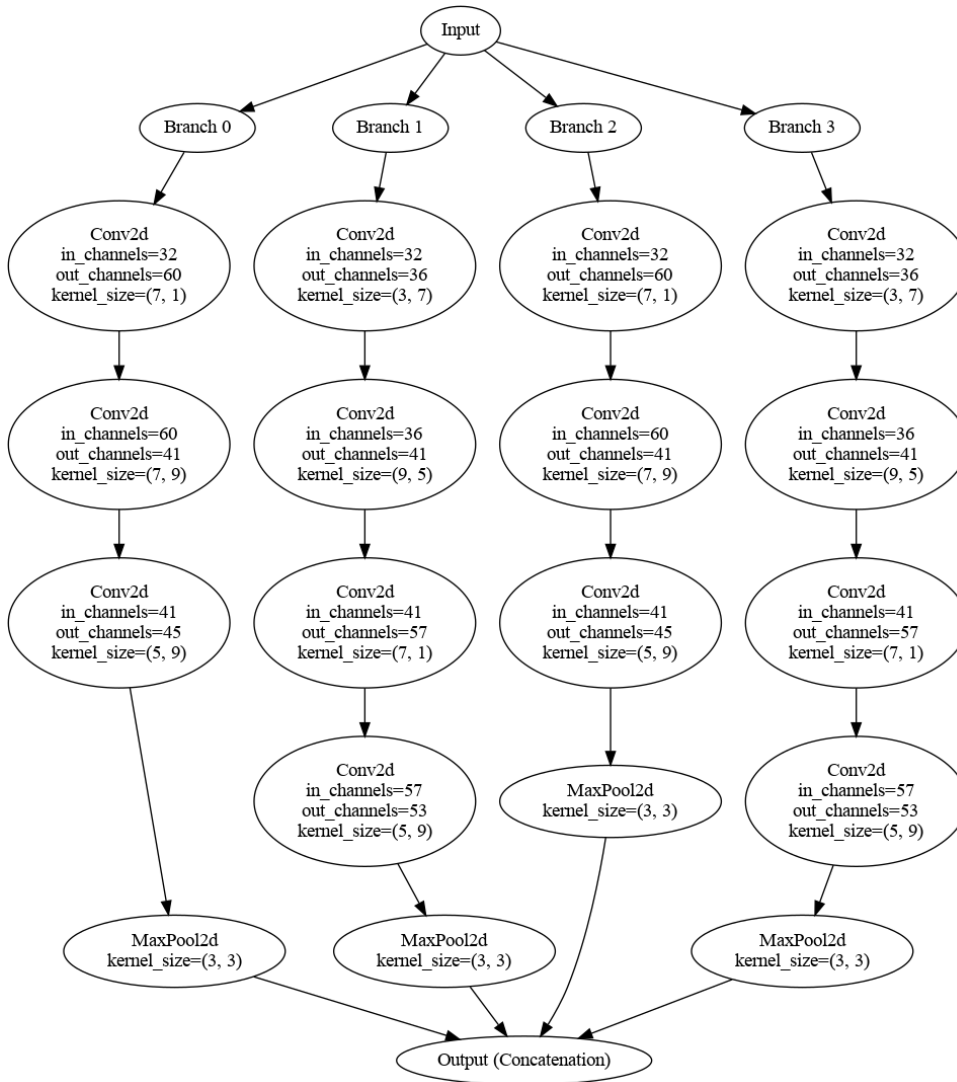 Input
Branch 0
Branch 1
Branch 2
Branch 3
Conv2d
in_channels=32
out_channels=60
kernel_size=(7, 1)
Conv2d
in_channels=32
out_channels=36
kernel_size=(3, 7)
Conv2d
in_channels=32
out_channels=60
kernel_size=(7, 1)
Conv2d
in_channels=32
out_channels=36
kernel_size=(3, 7)
Conv2d
in_channels=60
out_channels=41
kernel_size=(7, 9)
Conv2d
in_channels=36
out_channels=41
kernel_size=(9, 5)
Conv2d
in_channels=60
out_channels=41
kernel_size=(7, 9)
Conv2d
in_channels=36
out_channels=41
kernel_size=(9, 5)
Conv2d
in_channels=41
out_channels=45
kernel_size=(5, 9)
Conv2d
in_channels=41
out_channels=57
kernel_size=(7, 1)
Conv2d
in_channels=41
out_channels=45
kernel_size=(5, 9)
Conv2d
in_channels=41
out_channels=57
kernel_size=(7, 1)
Conv2d
in_channels=57
out_channels=53
kernel_size=(5, 9)
MaxPool2d
kernel_size=(3, 3)
Conv2d
in_channels=57
out_channels=53
kernel_size=(5, 9)
MaxPool2d
kernel_size=(3, 3)
MaxPool2d
kernel_size=(3, 3)
MaxPool2d
kernel_size=(3, 3)
Output (Concatenation)